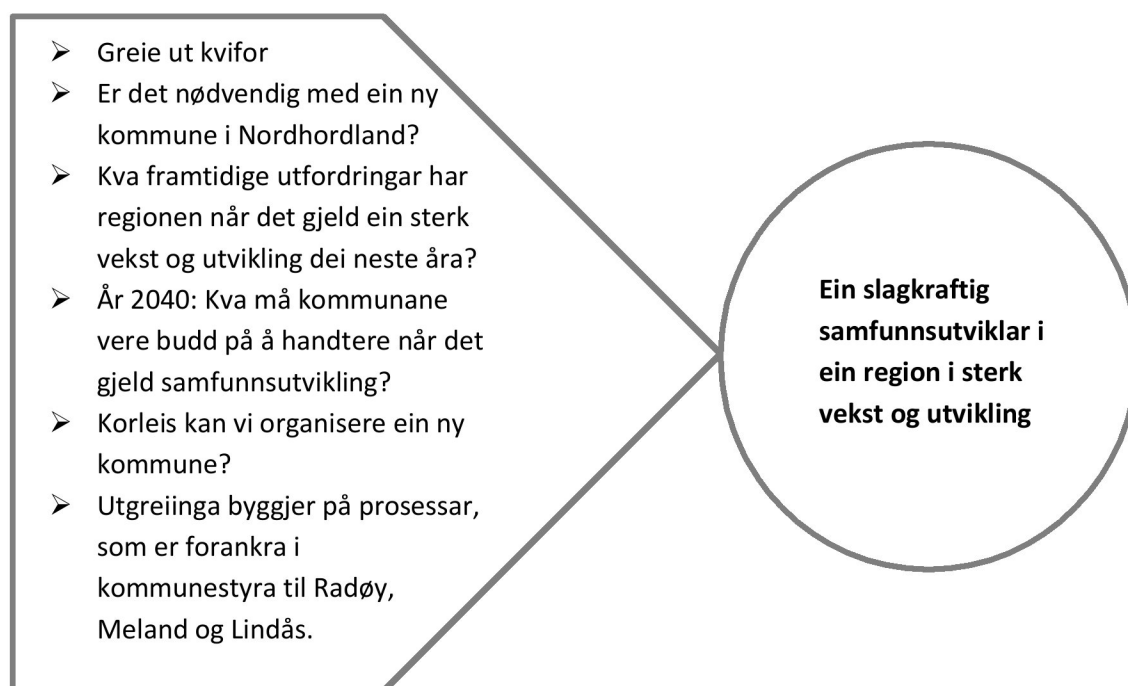 ➢ Greie ut kvifor
➢ Er det nødvendig med ein ny
kommune i Nordhordland?
➢ Kva framtidige utfordringar har
regionen når det gjeld ein sterk
vekst og utvikling dei neste åra?
➢ År 2040: Kva må kommunane
vere budd på å handtere når det
gjeld samfunnsutvikling?
➢ Korleis kan vi organisere ein ny
kommune?
➢ Utgreiinga byggjer på prosessar,
som er forankra i
kommunestyra til Radøy,
Meland og Lindås.
Ein slagkraftig
samfunnsutviklar i
ein region i sterk
vekst og utvikling